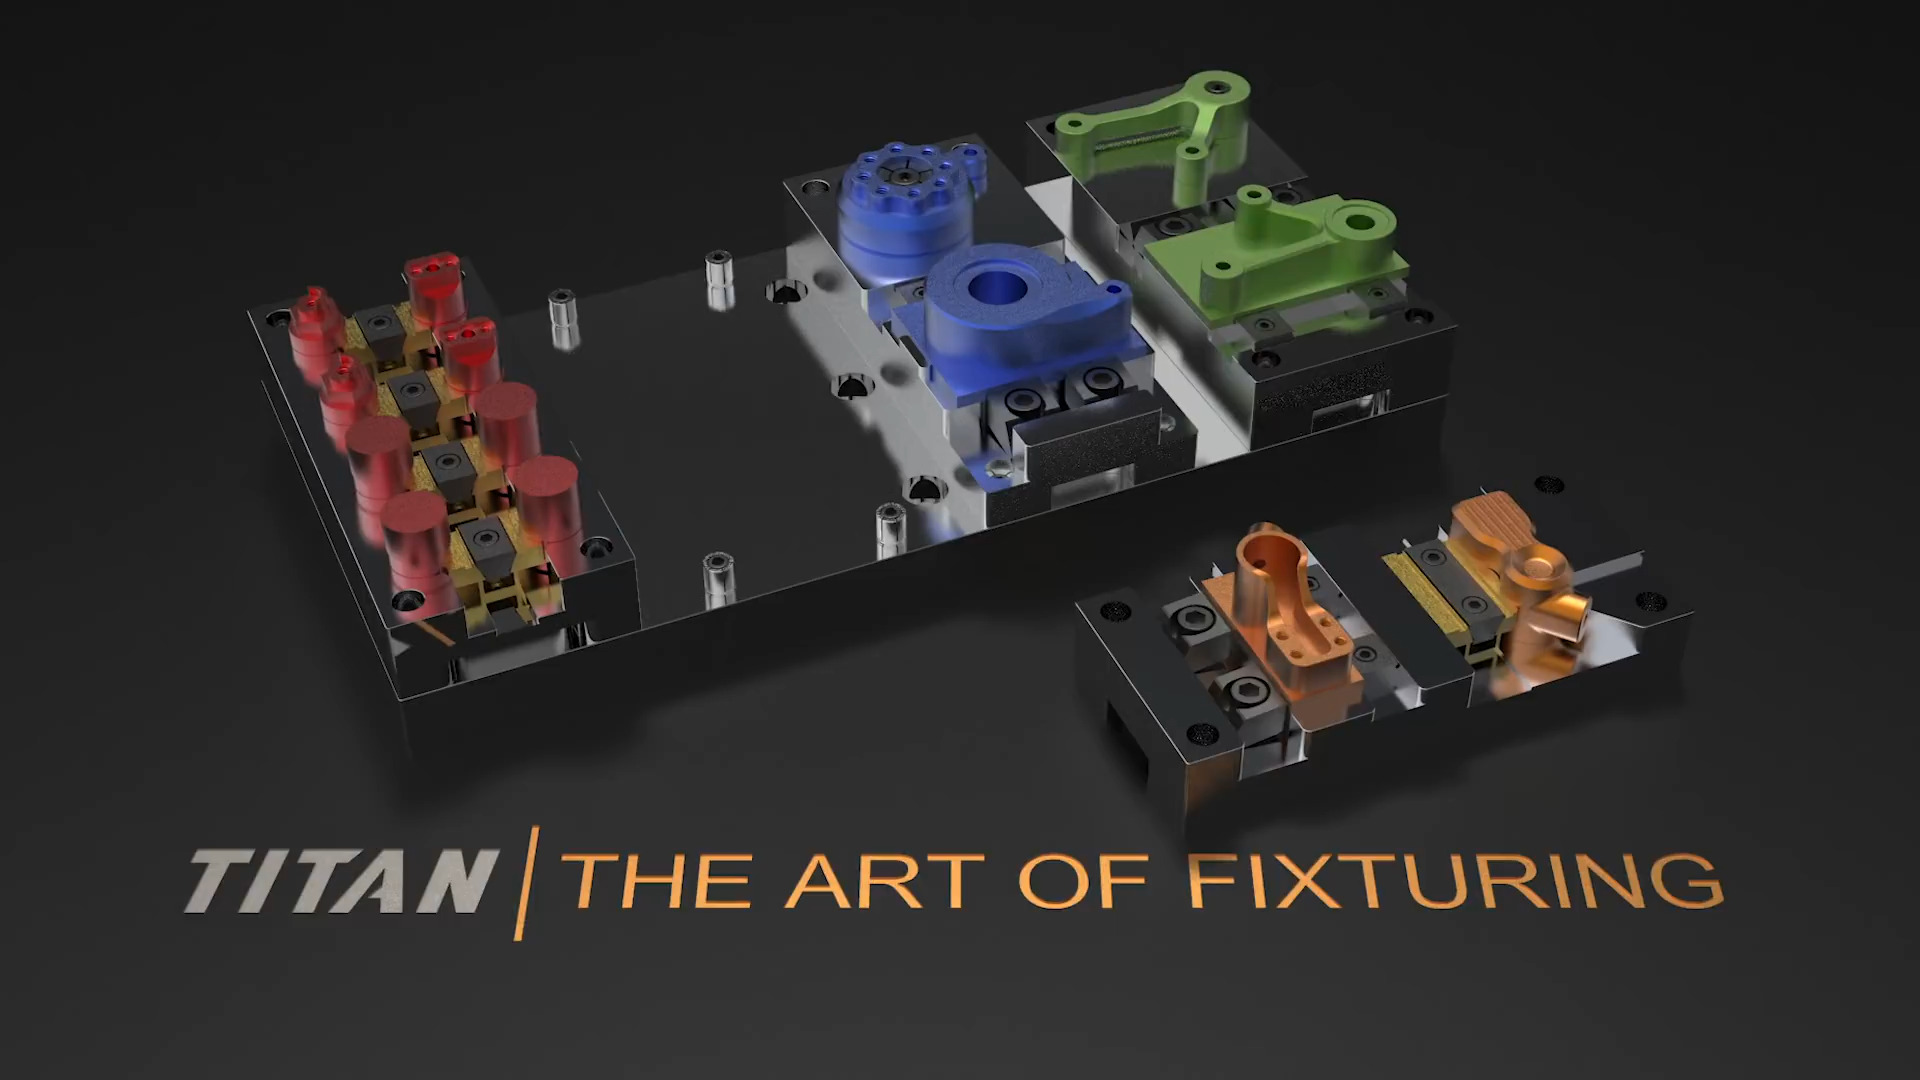 TITAN | THE ART OF FIXTURING